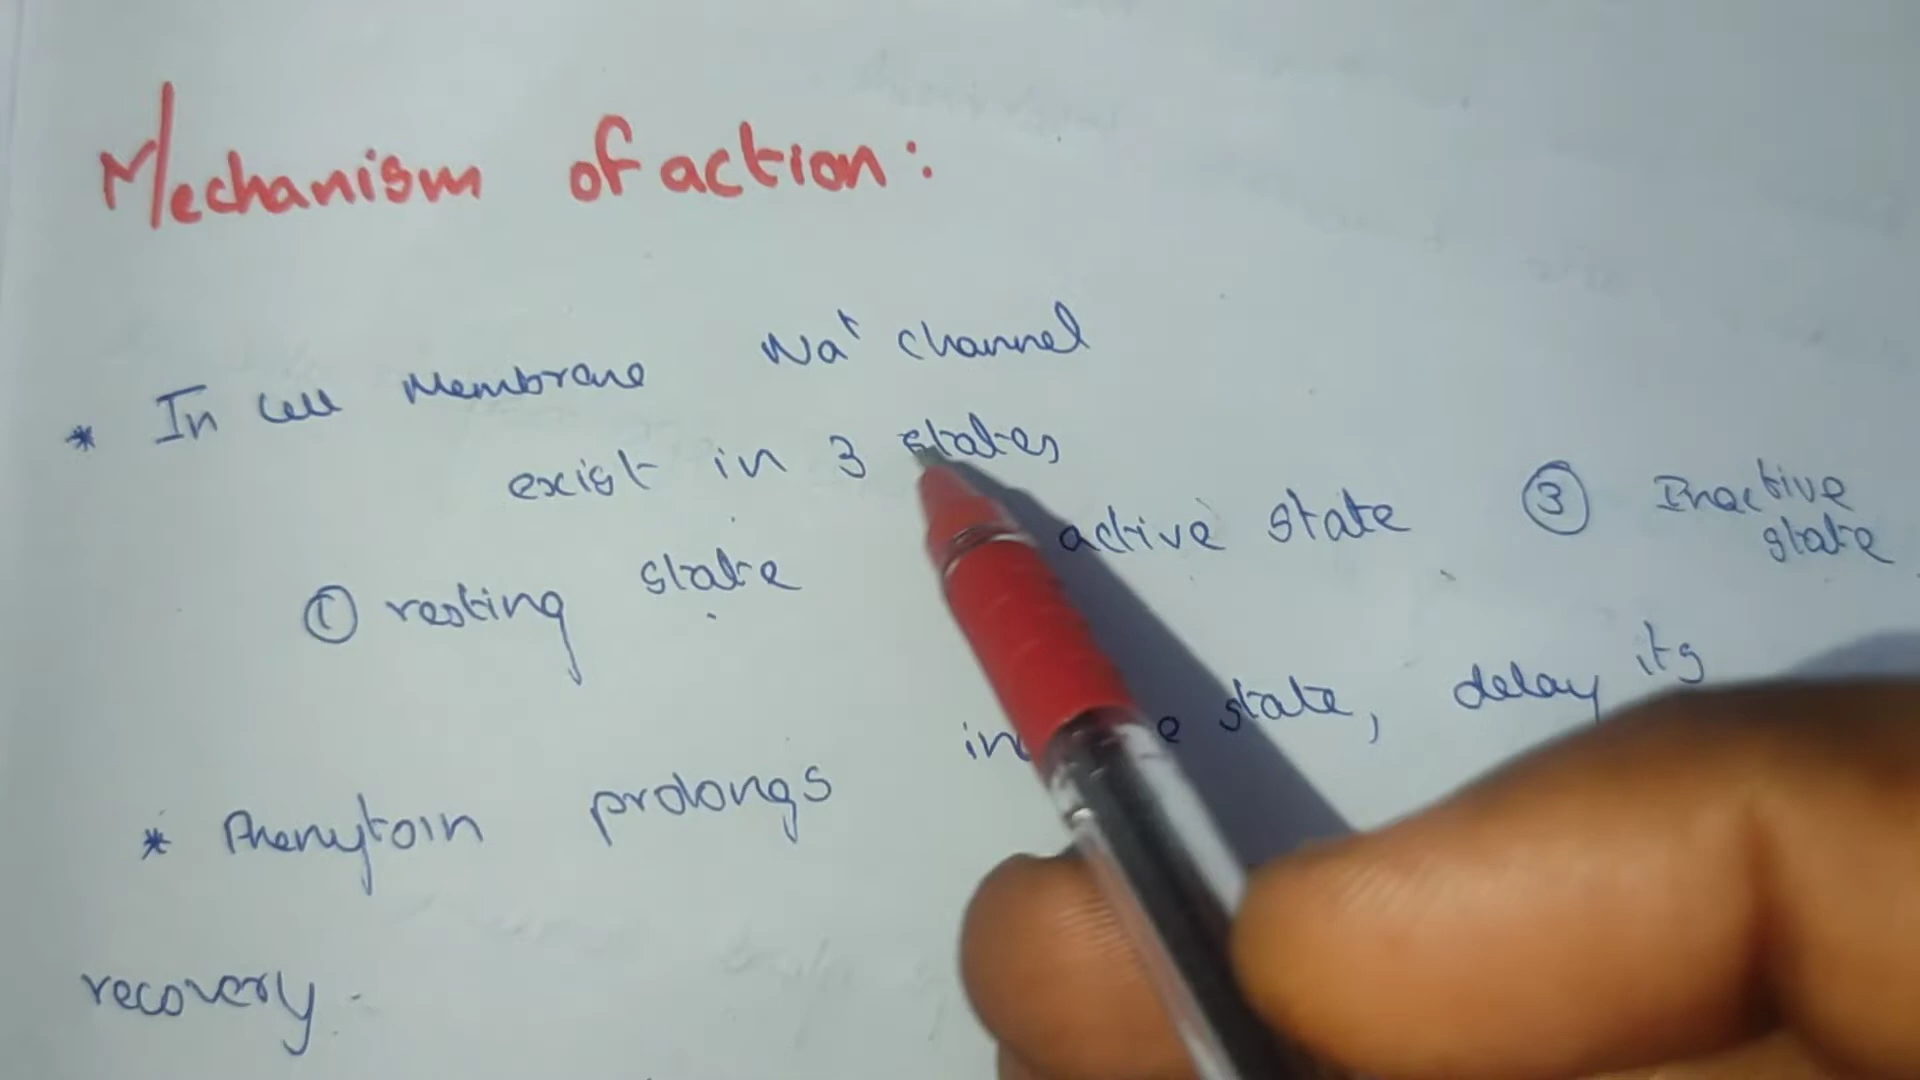 Mechanism of action:
* In cell Membrane Na+ channel
exist in 3 states
① resting state active state ③ Inactive
state
* Phenytoin prolongs state, delay its
recovery.